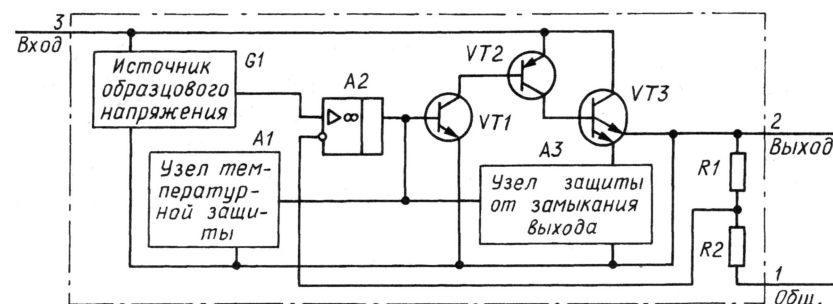 3
Вход
G1
Источник
образцового
напряжения
A2
▷∞
VT1
VT2
VT3
2
Выход
A1
Узел тем-
ператур-
ной защи-
ты
A3
Узел защиты
от замыкания
выхода
R1
R2
1
Общ.